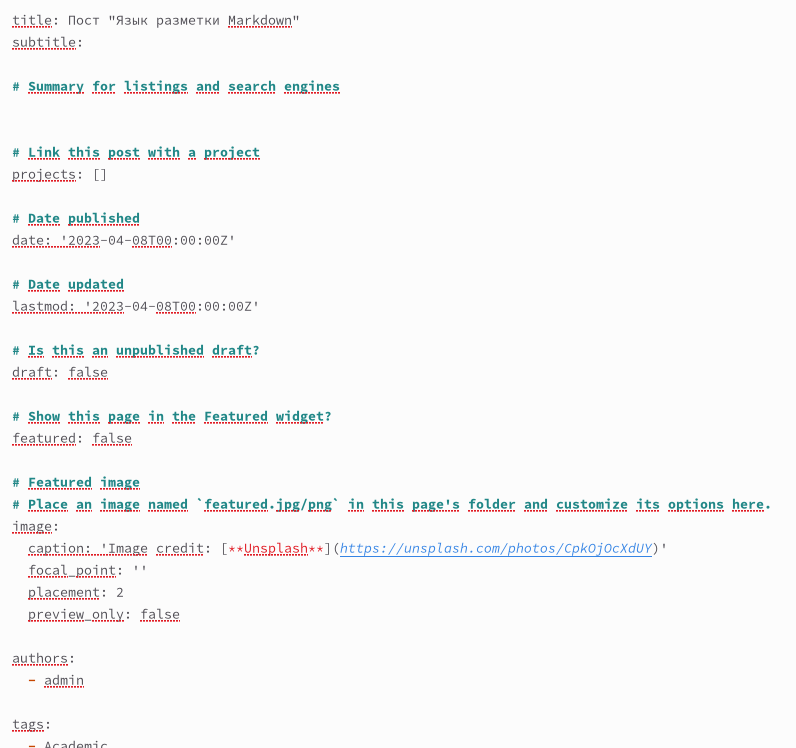 title: Пост "Язык разметки Markdown"
subtitle:
# Summary for listings and search engines
# Link this post with a project
projects: []
# Date published
date: '2023-04-08T00:00:00Z'
# Date updated
lastmod: '2023-04-08T00:00:00Z'
# Is this an unpublished draft?
draft: false
# Show this page in the Featured widget?
featured: false
# Featured image
# Place an image named `featured.jpg/png` in this page's folder and customize its options here.
image:
caption: 'Image credit: [**Unsplash**](https://unsplash.com/photos/CpkOjOcXdUY)'
focal_point: ''
placement: 2
preview_only: false
authors:
- admin
tags:
- Academic